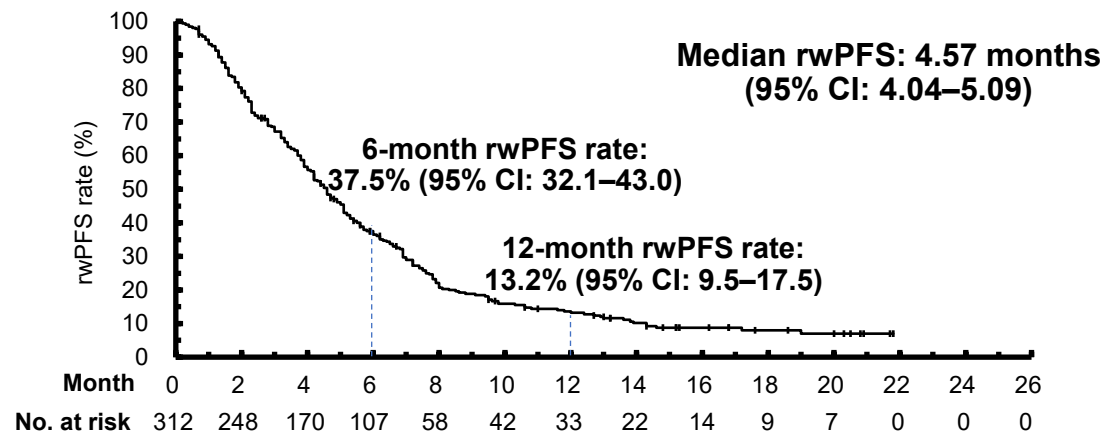 100
90
80
70
60
50
40
30
20
10
0
rwPFS rate (%)
Median rwPFS: 4.57 months
(95% CI: 4.04–5.09)
6-month rwPFS rate:
37.5% (95% CI: 32.1–43.0)
12-month rwPFS rate:
13.2% (95% CI: 9.5–17.5)
Month 0 2 4 6 8 10 12 14 16 18 20 22 24 26
No. at risk 312 248 170 107 58 42 33 22 14 9 7 0 0 0